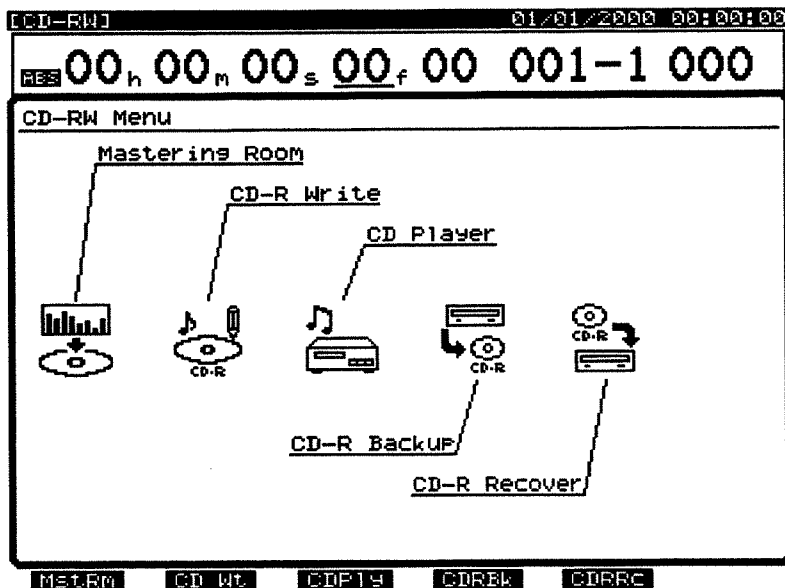 [CD-RW] 01/01/2000 00:00:00
ABS 00h 00m 00s 00f 00 001-1 000
CD-RW Menu
Mastering Room
CD-R Write
CD Player
CD-R
CD-R
CD-R
CD-R Backup
CD-R Recover
MstRm CD Wt CDPly CDRBk CDRRc